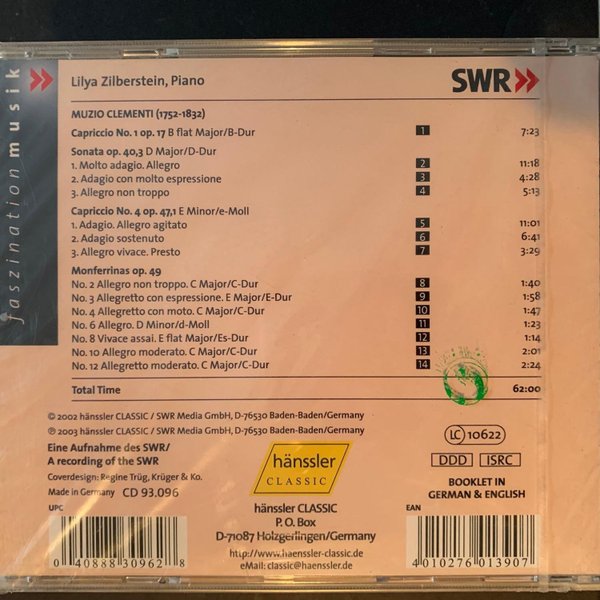 faszination musik
Lilya Zilberstein, Piano
SWR
MUZIO CLEMENTI (1752-1832)
Capriccio No. 1 op. 17 B flat Major/B-Dur 1 7:23
Sonata op. 40,3 D Major/D-Dur
1. Molto adagio. Allegro 2 11:18
2. Adagio con molto espressione 3 4:28
3. Allegro non troppo 4 5:13
Capriccio No. 4 op. 47,1 E Minor/e-Moll
1. Adagio. Allegro agitato 5 11:01
2. Adagio sostenuto 6 6:41
3. Allegro vivace. Presto 7 3:29
Monferrinas op. 49
No. 2 Allegro non troppo. C Major/C-Dur 8 1:40
No. 3 Allegretto con espressione. E Major/E-Dur 9 1:58
No. 4 Allegretto con moto. C Major/C-Dur 10 1:47
No. 6 Allegro. D Minor/d-Moll 11 1:23
No. 8 Vivace assai. E flat Major/Es-Dur 12 1:14
No. 10 Allegro moderato. C Major/C-Dur 13 2:01
No. 12 Allegretto moderato. C Major/C-Dur 14 2:24
Total Time 62:00
© 2002 hänssler CLASSIC / SWR Media GmbH, D-76530 Baden-Baden/Germany
℗ 2003 hänssler CLASSIC / SWR Media GmbH, D-76530 Baden-Baden/Germany
Eine Aufnahme des SWR/
A recording of the SWR
Coverdesign: Regine Trüg, Krüger & Ko.
Made in Germany CD 93.096
hänssler
CLASSIC
LC 10622
DDD ISRC
BOOKLET IN
GERMAN & ENGLISH
hänssler CLASSIC
P. O. Box
D-71087 Holzgerlingen/Germany
http://www.haenssler-classic.de
eMail: classic@haenssler.de
UPC
0 40888 30962 8
EAN
4 010276 013907